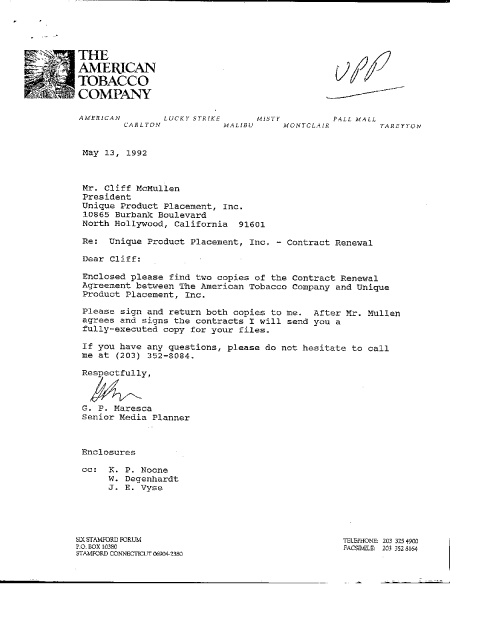 THE
AMERICAN
TOBACCO
COMPANY
UPP
AMERICAN LUCKY STRIKE MISTY PALL MALL
CARLTON MALIBU MONTCLAIR TAREYTON
May 13, 1992
Mr. Cliff McMullen
President
Unique Product Placement, Inc.
10865 Burbank Boulevard
North Hollywood, California 91601
Re: Unique Product Placement, Inc. - Contract Renewal
Dear Cliff:
Enclosed please find two copies of the Contract Renewal
Agreement between The American Tobacco Company and Unique
Product Placement, Inc.
Please sign and return both copies to me. After Mr. Mullen
agrees and signs the contracts I will send you a
fully-executed copy for your files.
If you have any questions, please do not hesitate to call
me at (203) 352-8084.
Respectfully,
G. P. Maresca
Senior Media Planner
Enclosures
cc: K. P. Noone
W. Degenhardt
J. E. Vyse
SIX STAMFORD FORUM
P.O. BOX 10380
STAMFORD CONNECTICUT 06904-2380
TELEPHONE 203 325 4900
FACSIMILE 203 352 8164